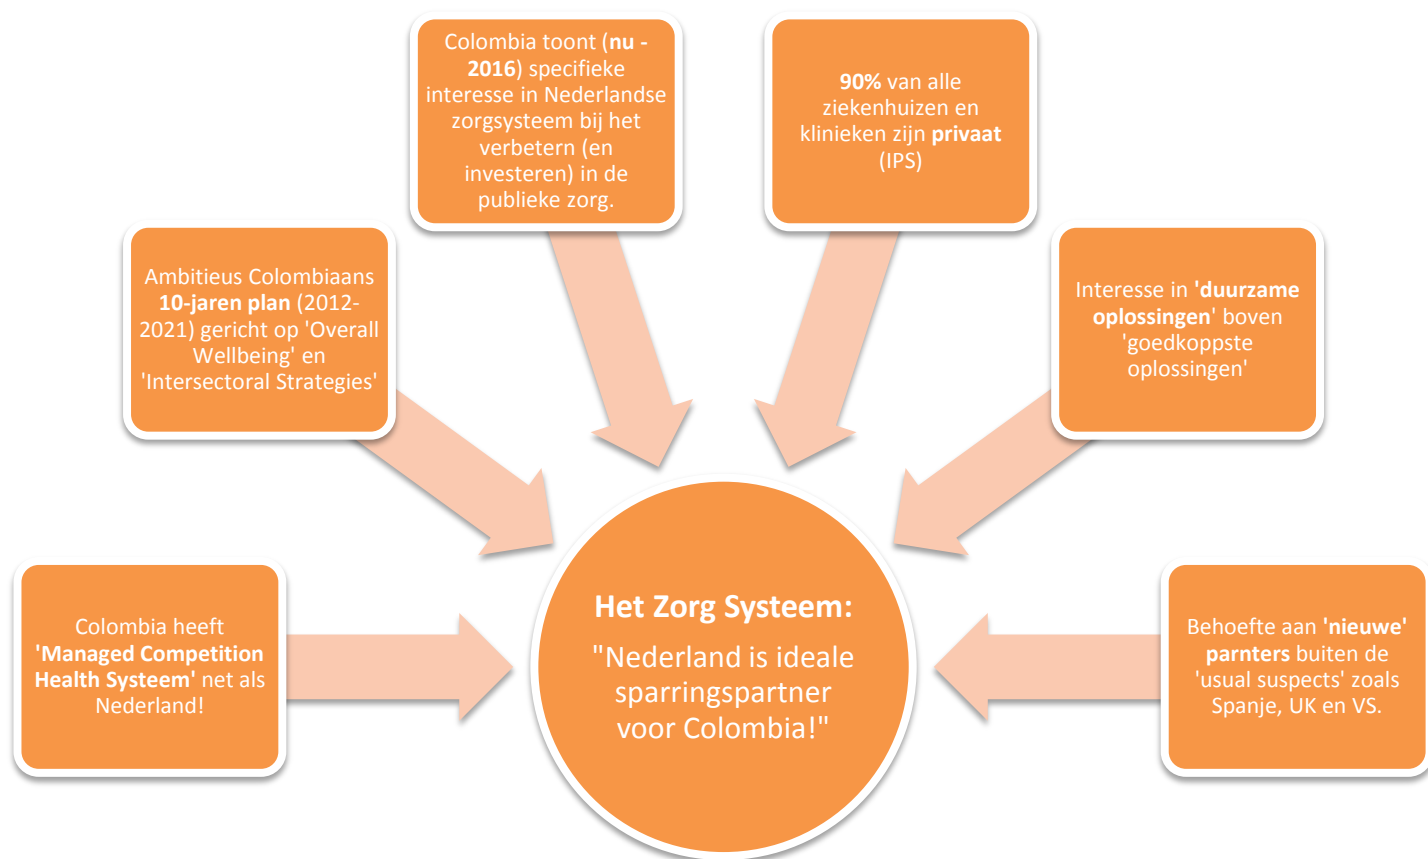 Colombia toont (nu -
2016) specifieke
interesse in Nederlandse
zorgsysteem bij het
verbetern (en
investeren) in de
publieke zorg.
90% van alle
ziekenhuizen en
klinieken zijn privaat
(IPS)
Ambitieus Colombiaans
10-jaren plan (2012-
2021) gericht op 'Overall
Wellbeing' en
'Intersectoral Strategies'
Interesse in 'duurzame
oplossingen' boven
'goedkoppste
oplossingen'
Colombia heeft
'Managed Competition
Health Systeem' net als
Nederland!
Het Zorg Systeem:
"Nederland is ideale
sparringspartner
voor Colombia!"
Behoefte aan 'nieuwe'
parnters buiten de
'usual suspects' zoals
Spanje, UK en VS.